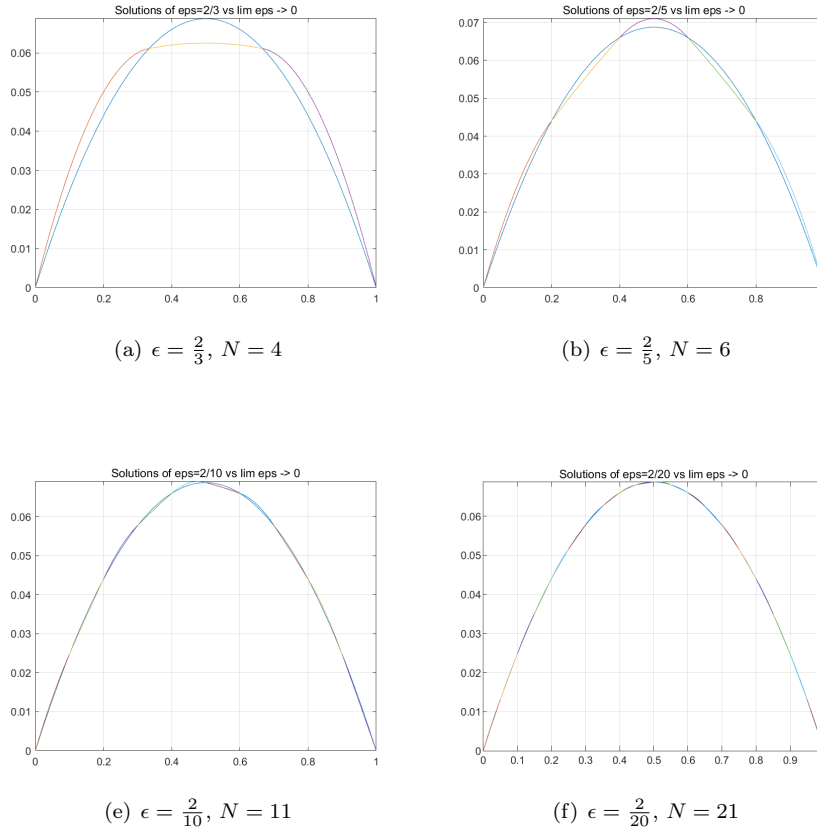 Solutions of eps=2/3 vs lim eps -> 0
0.06
0.05
0.04
0.03
0.02
0.01
0
0 0.2 0.4 0.6 0.8 1
(a) ϵ = 2/3, N = 4
Solutions of eps=2/5 vs lim eps -> 0
0.07
0.06
0.05
0.04
0.03
0.02
0.01
0
0 0.2 0.4 0.6 0.8
(b) ϵ = 2/5, N = 6
Solutions of eps=2/10 vs lim eps -> 0
0.06
0.05
0.04
0.03
0.02
0.01
0
0 0.2 0.4 0.6 0.8 1
(e) ϵ = 2/10, N = 11
Solutions of eps=2/20 vs lim eps -> 0
0.06
0.05
0.04
0.03
0.02
0.01
0
0 0.1 0.2 0.3 0.4 0.5 0.6 0.7 0.8 0.9
(f) ϵ = 2/20, N = 21